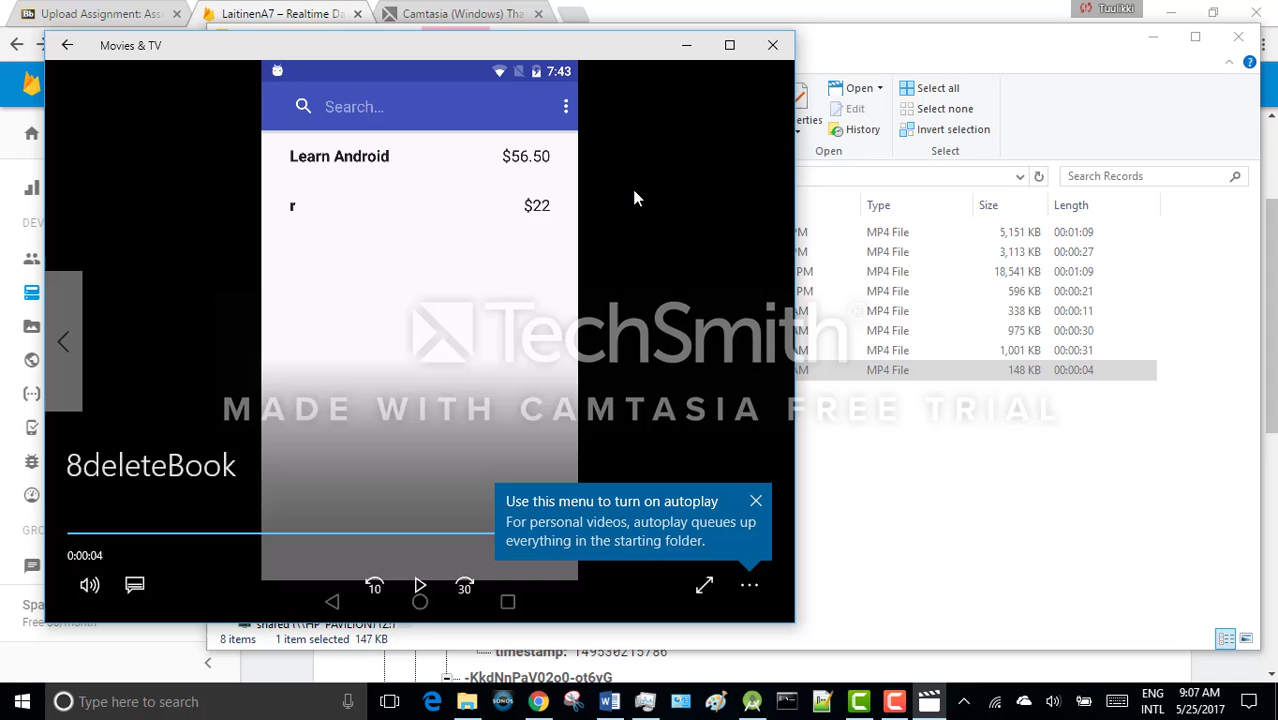 Upload Assignment: Ass
LaitinenA7 – Realtime Da
Camtasia (Windows) Tha
Tuulikki
Movies & TV
7:43
Search...
Learn Android $56.50
r $22
8deleteBook
0:00:04
10
30
Use this menu to turn on autoplay
For personal videos, autoplay queues up
everything in the starting folder.
Open
Edit
History
Open
Select all
Select none
Invert selection
Select
Search Records
Type Size Length
MP4 File 5,151 KB 00:01:09
MP4 File 3,113 KB 00:00:27
MP4 File 18,541 KB 00:01:09
MP4 File 596 KB 00:00:21
MP4 File 338 KB 00:00:11
MP4 File 975 KB 00:00:30
MP4 File 1,001 KB 00:00:31
MP4 File 148 KB 00:00:04
TechSmith®
MADE WITH CAMTASIA FREE TRIAL
DEV
GRO
Spa
8 items 1 item selected 147 KB
timestamp: 149530215786
-KkdNnPaV02o0-ot6vG
Type here to search
ENG
INTL
9:07 AM
5/25/2017